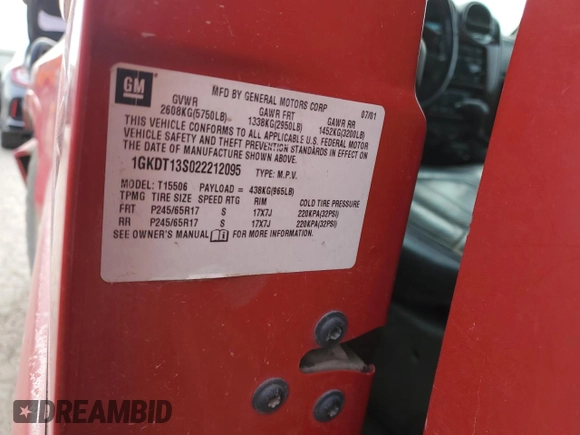 GM
MFD BY GENERAL MOTORS CORP 07/01
GVWR GAWR FRT GAWR RR
2608KG(5750LB) 1338KG(2950LB) 1452KG(3200LB)
THIS VEHICLE CONFORMS TO ALL APPLICABLE U.S. FEDERAL MOTOR
VEHICLE SAFETY AND THEFT PREVENTION STANDARDS IN EFFECT ON
THE DATE OF MANUFACTURE SHOWN ABOVE.
1GKDT13S022212095 TYPE: M.P.V.
MODEL: T15506 PAYLOAD = 438KG(965LB)
TPMG TIRE SIZE SPEED RTG RIM COLD TIRE PRESSURE
FRT P245/65R17 S 17X7J 220KPA(32PSI)
RR P245/65R17 S 17X7J 220KPA(32PSI)
SEE OWNER'S MANUAL FOR MORE INFORMATION.
DREAMBID